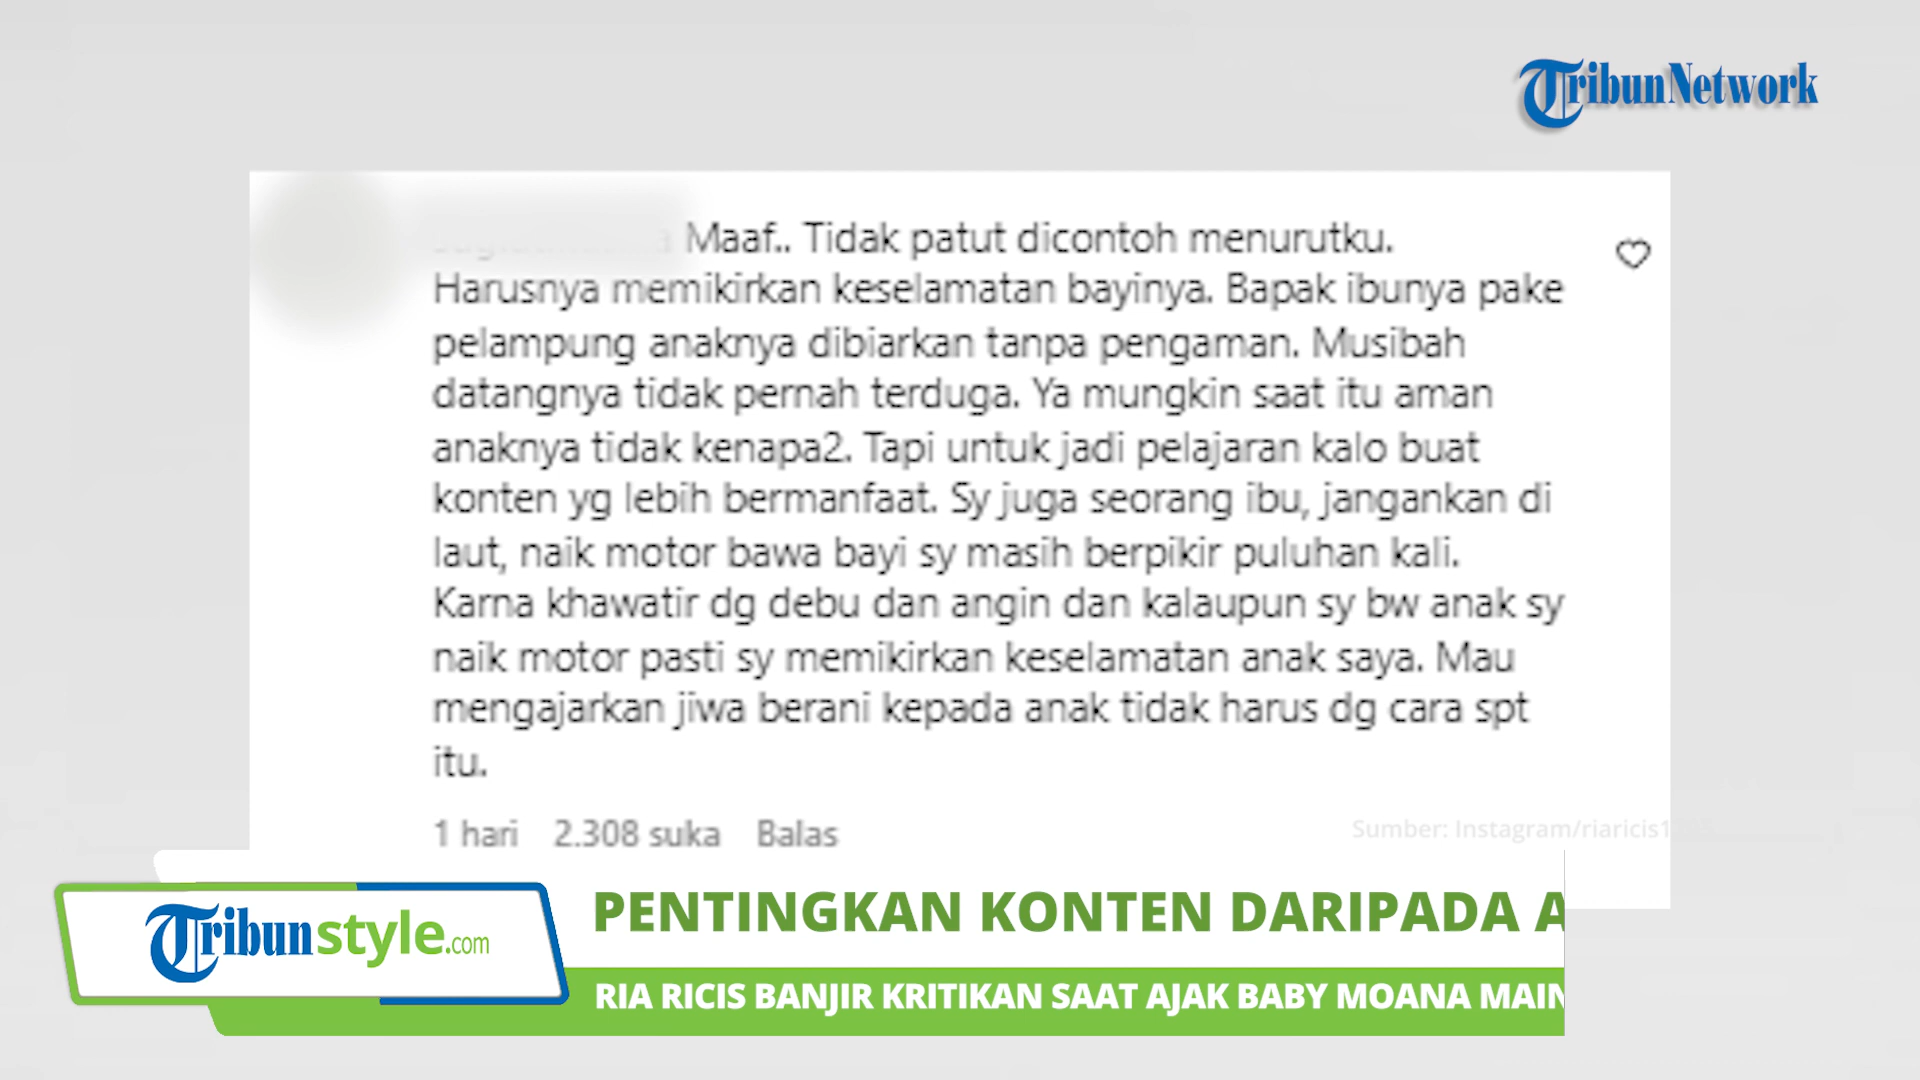 TribunNetwork
Maaf.. Tidak patut dicontoh menurutku.
Harusnya memikirkan keselamatan bayinya. Bapak ibunya pake
pelampung anaknya dibiarkan tanpa pengaman. Musibah
datangnya tidak pernah terduga. Ya mungkin saat itu aman
anaknya tidak kenapa2. Tapi untuk jadi pelajaran kalo buat
konten yg lebih bermanfaat. Sy juga seorang ibu, jangankan di
laut, naik motor bawa bayi sy masih berpikir puluhan kali.
Karna khawatir dg debu dan angin dan kalaupun sy bw anak sy
naik motor pasti sy memikirkan keselamatan anak saya. Mau
mengajarkan jiwa berani kepada anak tidak harus dg cara spt
itu.
1 hari 2.308 suka Balas
Sumber: Instagram/riaricis1
Tribunstyle.com
PENTINGKAN KONTEN DARIPADA A
RIA RICIS BANJIR KRITIKAN SAAT AJAK BABY MOANA MAIN